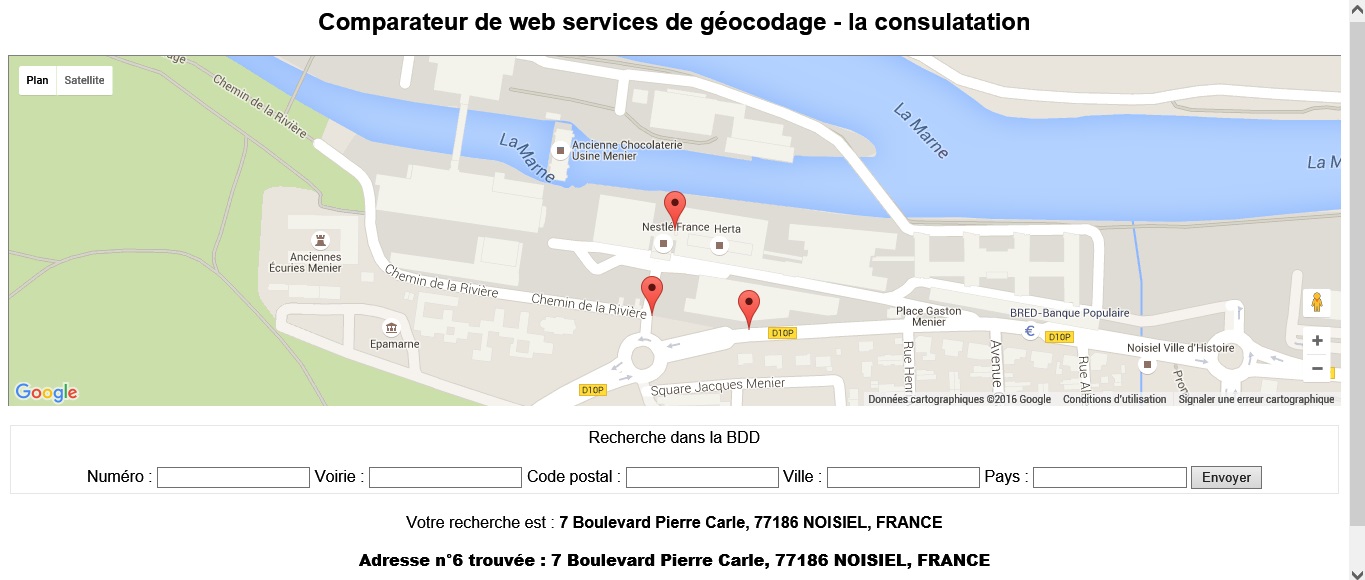 Comparateur de web services de géocodage - la consulatation
Plan
Satellite
Chemin de la Rivière
La Marne
La Marne
La M
Ancienne Chocolaterie
Usine Menier
Nestlé France
Herta
Anciennes
Écuries Menier
Chemin de la Rivière
Chemin de la Rivière
Epamarne
Place Gaston
Menier
BRED-Banque Populaire
€
D10P
D10P
D10P
Noisiel Ville d'Histoire
Rue Henri
Avenue
Rue Al
Pron
Square Jacques Menier
Google
Données cartographiques ©2016 Google
Conditions d'utilisation
Signaler une erreur cartographique
Recherche dans la BDD
Numéro :
Voirie :
Code postal :
Ville :
Pays :
Envoyer
Votre recherche est : 7 Boulevard Pierre Carle, 77186 NOISIEL, FRANCE
Adresse n°6 trouvée : 7 Boulevard Pierre Carle, 77186 NOISIEL, FRANCE